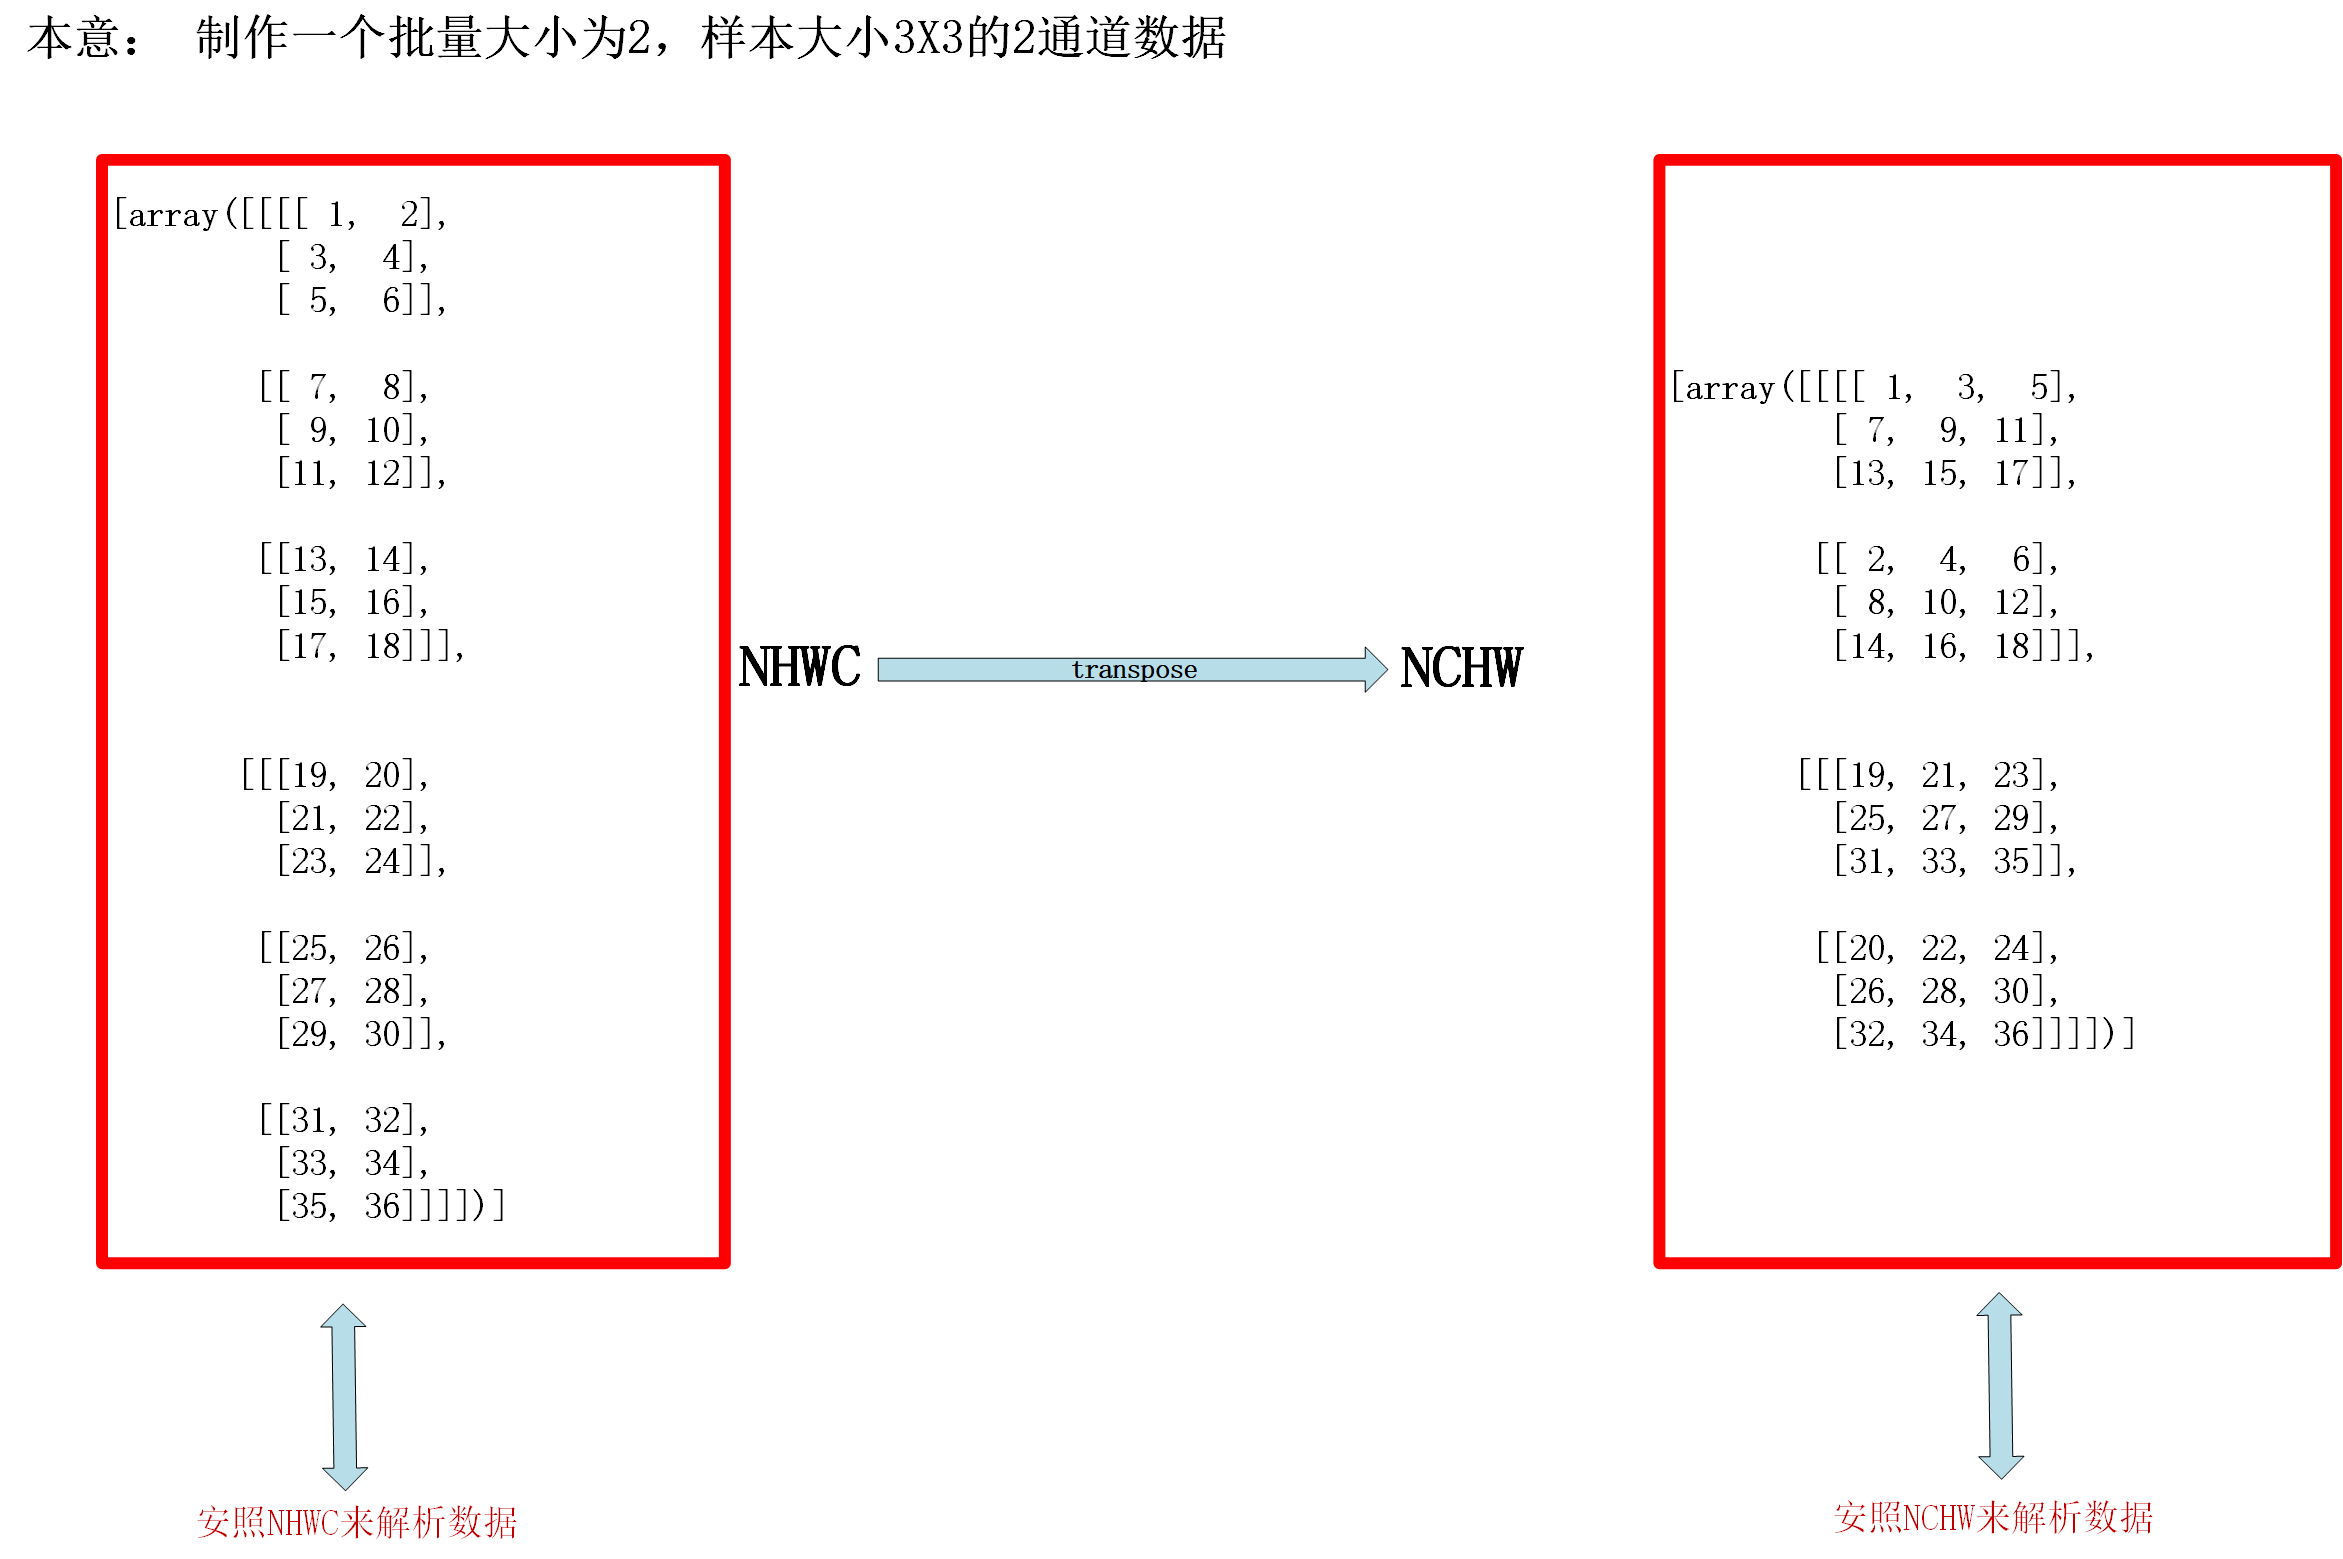 本意： 制作一个批量大小为2，样本大小3X3的2通道数据
[array([[[[ 1,  2],
[ 3,  4],
[ 5,  6]],
[[ 7,  8],
[ 9, 10],
[11, 12]],
[[13, 14],
[15, 16],
[17, 18]]],
[[[19, 20],
[21, 22],
[23, 24]],
[[25, 26],
[27, 28],
[29, 30]],
[[31, 32],
[33, 34],
[35, 36]]]])]
NHWC
transpose
NCHW
[array([[[[ 1,  3,  5],
[ 7,  9, 11],
[13, 15, 17]],
[[ 2,  4,  6],
[ 8, 10, 12],
[14, 16, 18]]],
[[[19, 21, 23],
[25, 27, 29],
[31, 33, 35]],
[[20, 22, 24],
[26, 28, 30],
[32, 34, 36]]]])]
安照NHWC来解析数据
安照NCHW来解析数据